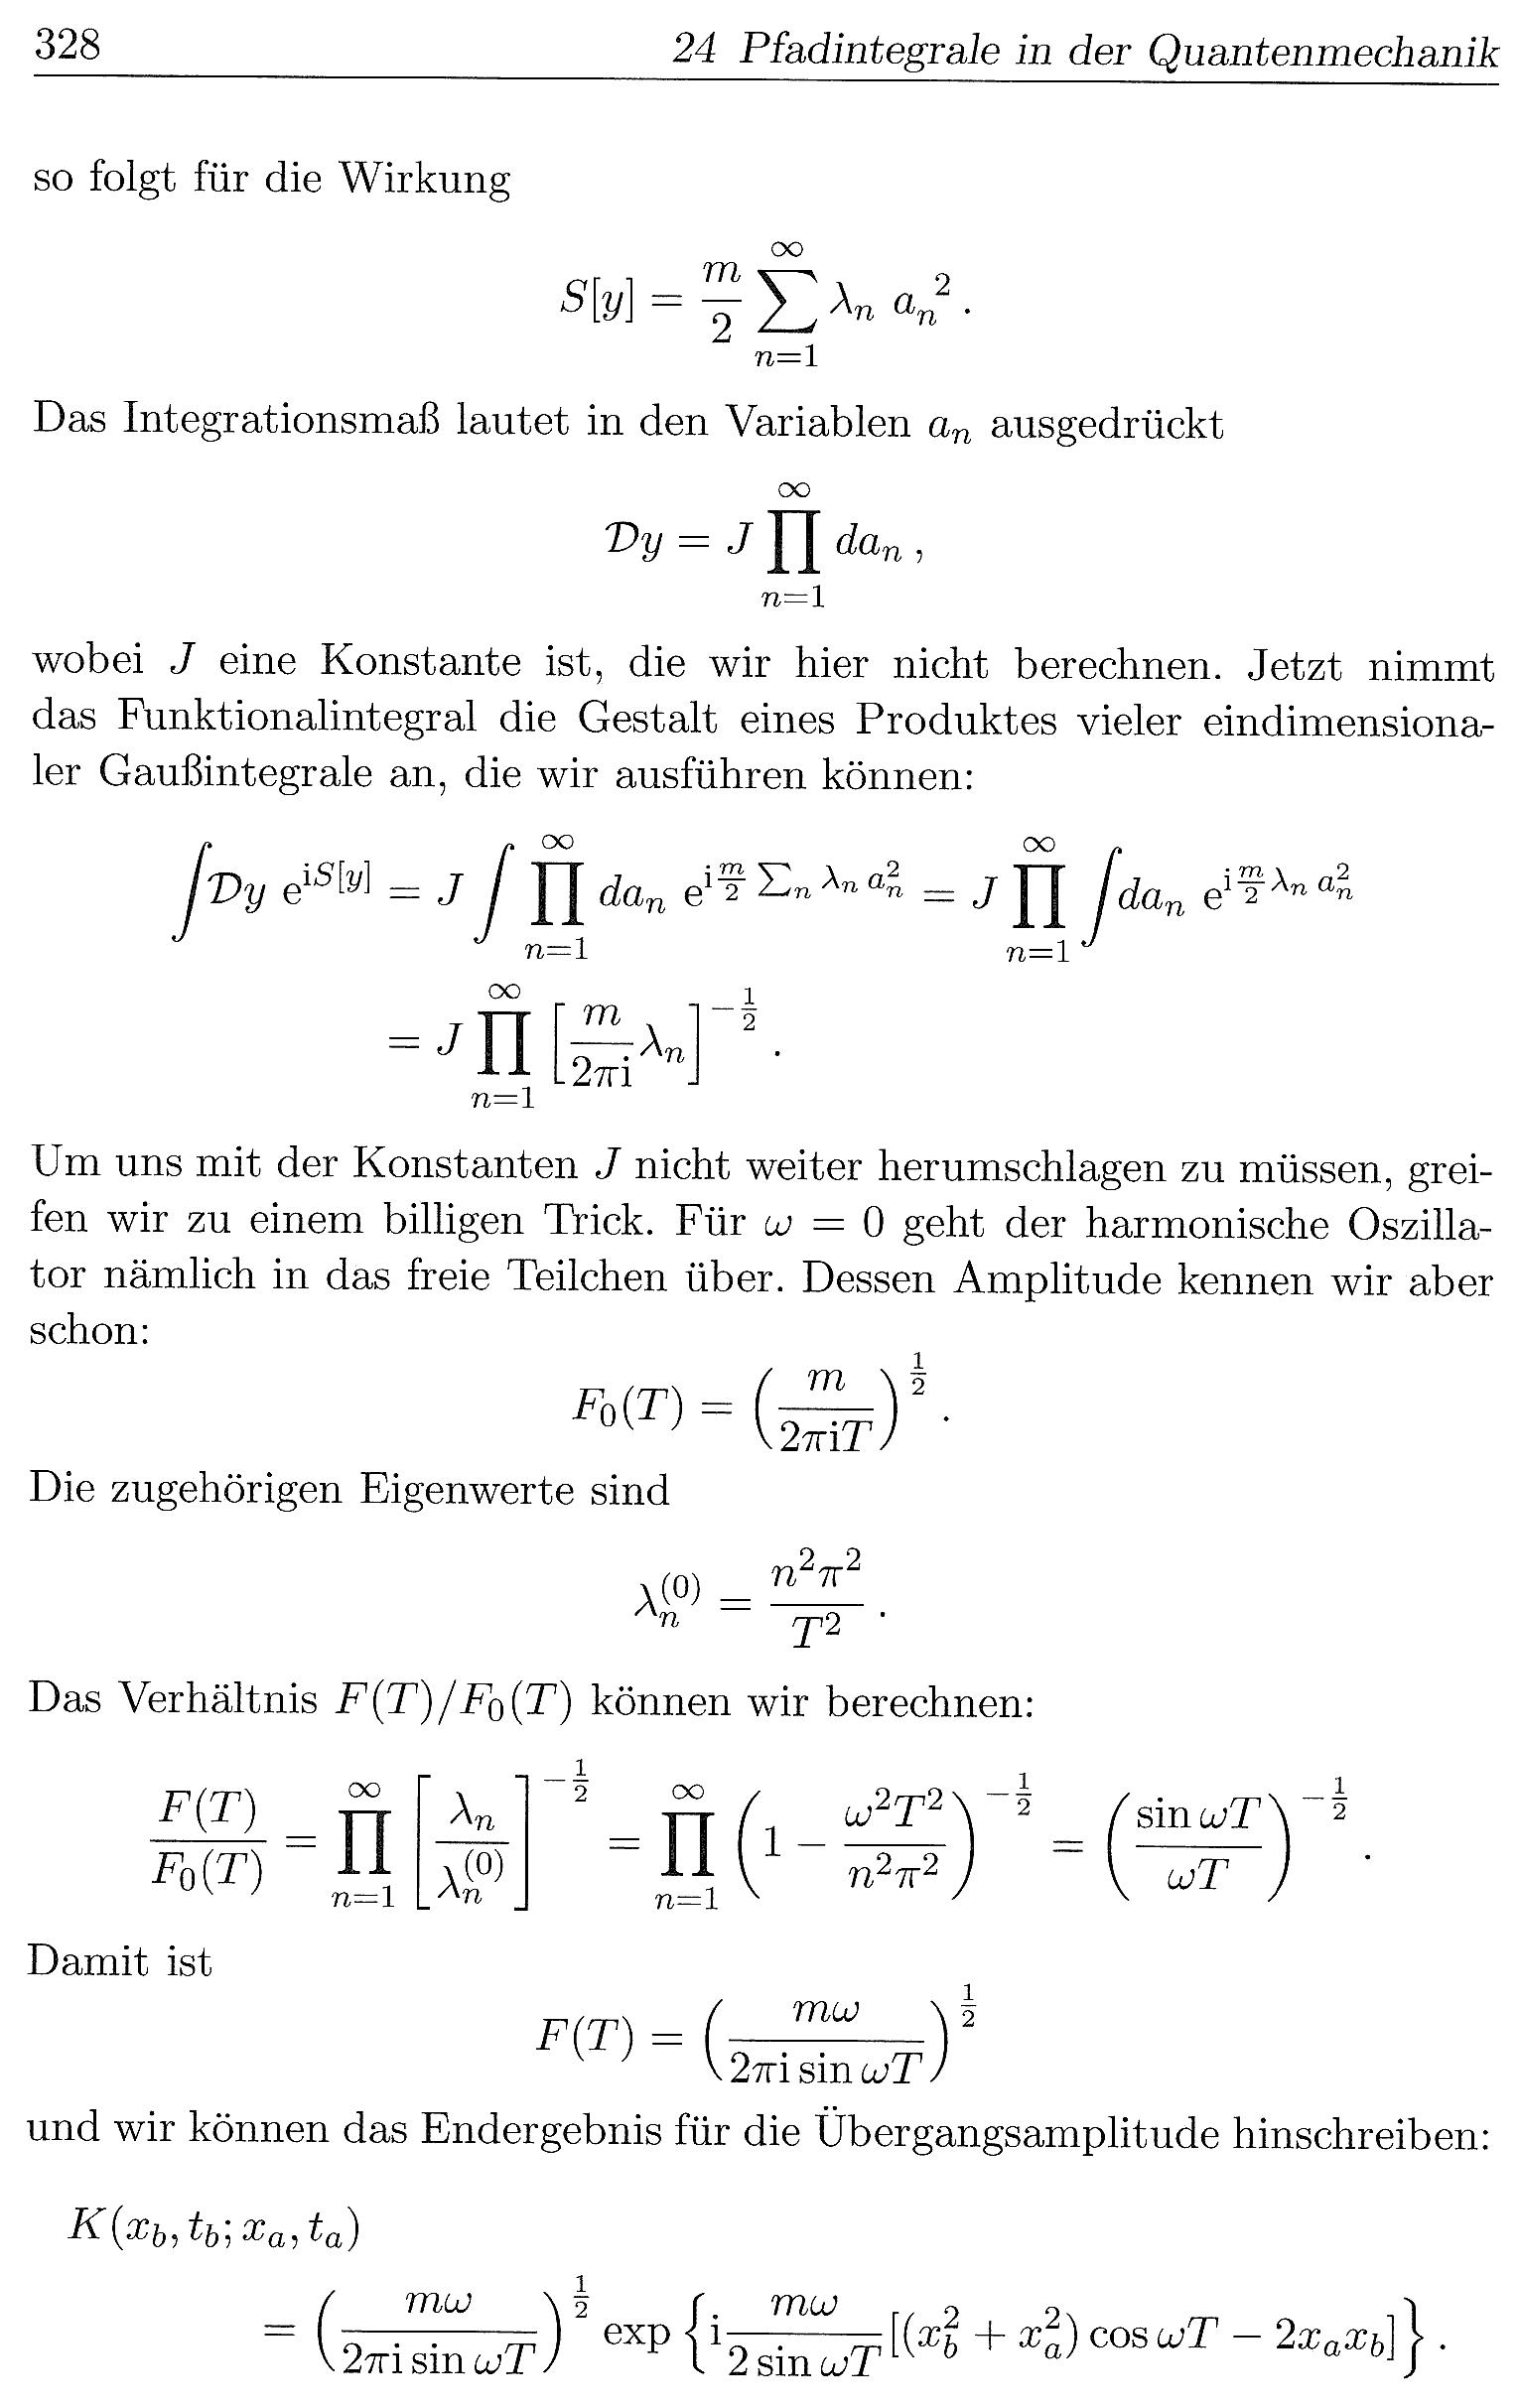 328 24 Pfadintegrale in der Quantenmechanik
so folgt für die Wirkung
$S[y] = \frac{m}{2} \sum_{n=1}^{\infty} \lambda_n \, a_n^{\,2} \, .$
Das Integrationsmaß lautet in den Variablen $a_n$ ausgedrückt
$\mathcal{D}y = J \prod_{n=1}^{\infty} da_n \, ,$
wobei $J$ eine Konstante ist, die wir hier nicht berechnen. Jetzt nimmt
das Funktionalintegral die Gestalt eines Produktes vieler eindimensiona-
ler Gaußintegrale an, die wir ausführen können:
$\int \mathcal{D}y \; \mathrm{e}^{\mathrm{i}S[y]} = J \int \prod_{n=1}^{\infty} da_n \; \mathrm{e}^{\mathrm{i}\frac{m}{2} \sum_n \lambda_n a_n^2} = J \prod_{n=1}^{\infty} \int da_n \; \mathrm{e}^{\mathrm{i}\frac{m}{2} \lambda_n a_n^2}$
$= J \prod_{n=1}^{\infty} \left[ \frac{m}{2\pi \mathrm{i}} \lambda_n \right]^{-\frac{1}{2}} .$
Um uns mit der Konstanten $J$ nicht weiter herumschlagen zu müssen, grei-
fen wir zu einem billigen Trick. Für $\omega = 0$ geht der harmonische Oszilla-
tor nämlich in das freie Teilchen über. Dessen Amplitude kennen wir aber
schon:
$F_0(T) = \left( \frac{m}{2\pi \mathrm{i} T} \right)^{\frac{1}{2}} .$
Die zugehörigen Eigenwerte sind
$\lambda_n^{(0)} = \frac{n^2 \pi^2}{T^2} \, .$
Das Verhältnis $F(T)/F_0(T)$ können wir berechnen:
$\frac{F(T)}{F_0(T)} = \prod_{n=1}^{\infty} \left[ \frac{\lambda_n}{\lambda_n^{(0)}} \right]^{-\frac{1}{2}} = \prod_{n=1}^{\infty} \left( 1 - \frac{\omega^2 T^2}{n^2 \pi^2} \right)^{-\frac{1}{2}} = \left( \frac{\sin \omega T}{\omega T} \right)^{-\frac{1}{2}} .$
Damit ist
$F(T) = \left( \frac{m\omega}{2\pi \mathrm{i} \sin \omega T} \right)^{\frac{1}{2}}$
und wir können das Endergebnis für die Übergangsamplitude hinschreiben:
$K(x_b, t_b; x_a, t_a)$
$= \left( \frac{m\omega}{2\pi \mathrm{i} \sin \omega T} \right)^{\frac{1}{2}} \exp \left\{ \mathrm{i} \frac{m\omega}{2 \sin \omega T} [(x_b^2 + x_a^2) \cos \omega T - 2 x_a x_b] \right\} .$